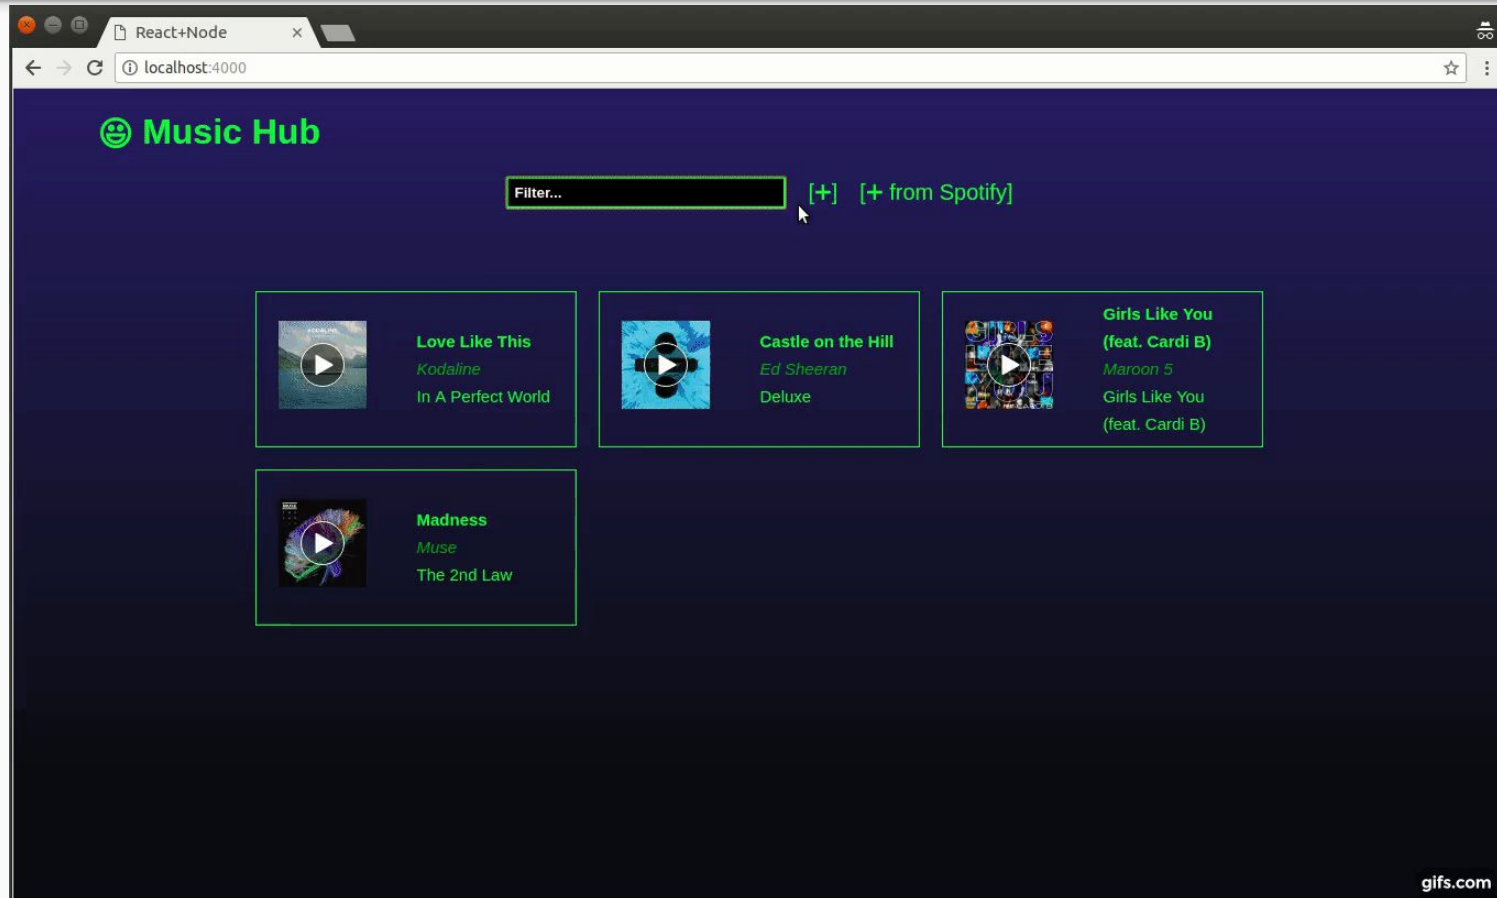 React+Node
localhost:4000
Music Hub
Filter...
[+] [+ from Spotify]
Love Like This
Kodaline
In A Perfect World
Castle on the Hill
Ed Sheeran
Deluxe
Girls Like You
(feat. Cardi B)
Maroon 5
Girls Like You
(feat. Cardi B)
Madness
Muse
The 2nd Law
gifs.com